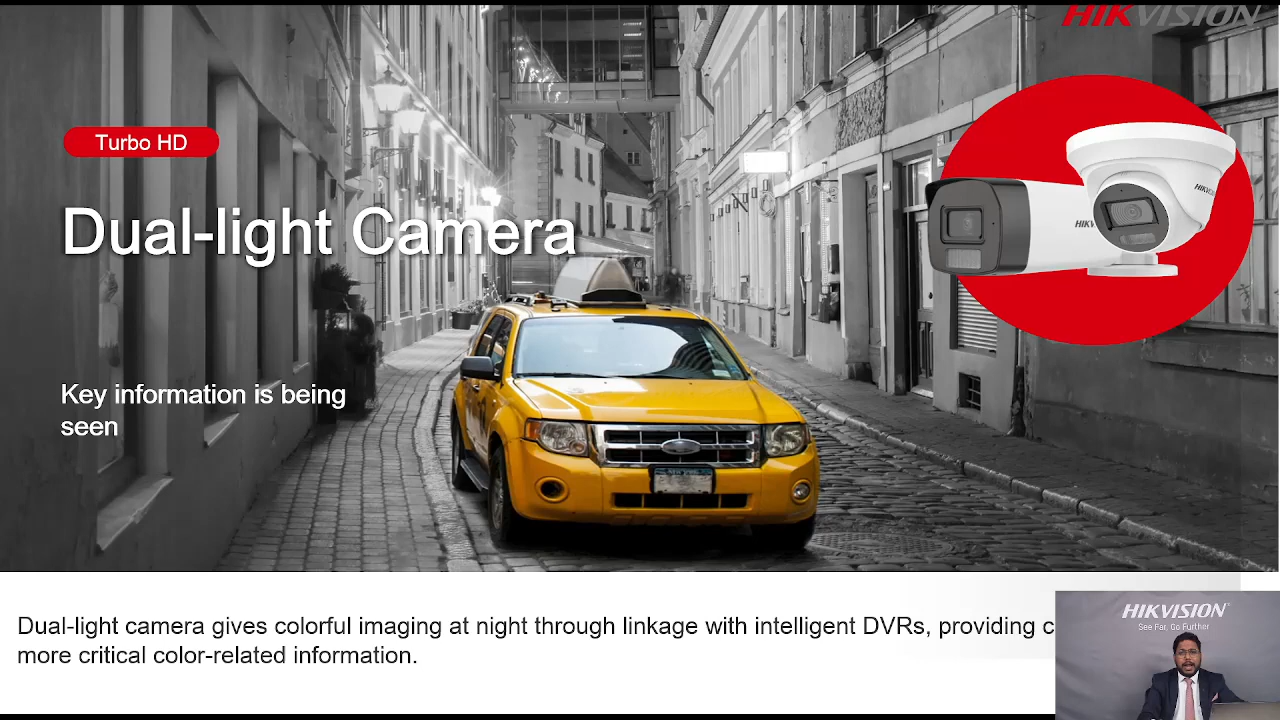 HIKVISION
Turbo HD
Dual-light Camera
Key information is being
seen
Dual-light camera gives colorful imaging at night through linkage with intelligent DVRs, providing
more critical color-related information.
HIKVISION
See Far, Go Further